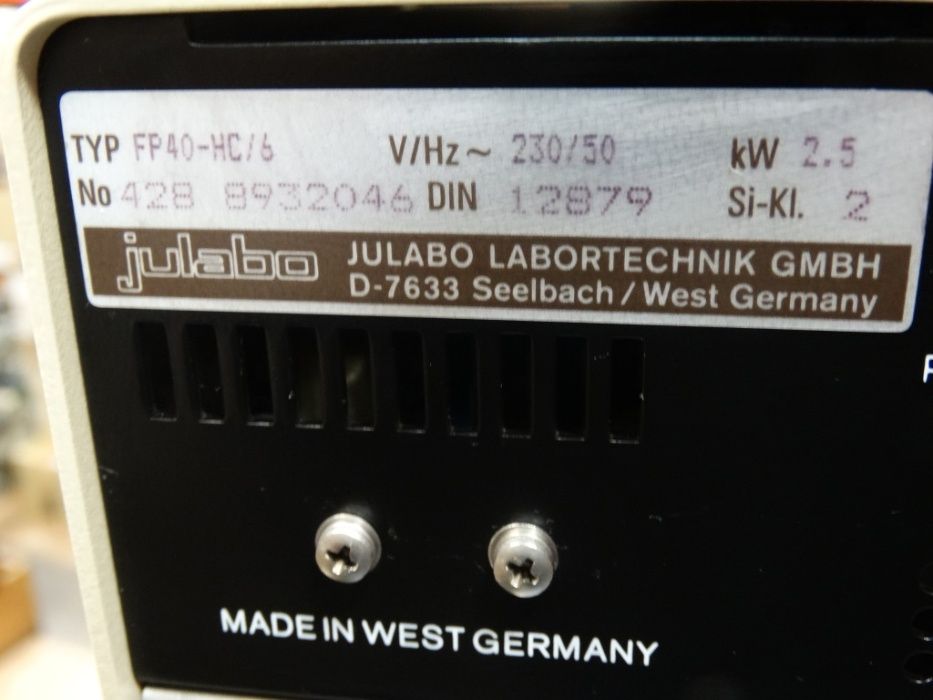 TYP FP40-HC/6 V/Hz~ 230/50 kW 2.5
No 428 8932046 DIN 12879 Si-Kl. 2
julabo JULABO LABORTECHNIK GMBH
D-7633 Seelbach/West Germany
MADE IN WEST GERMANY